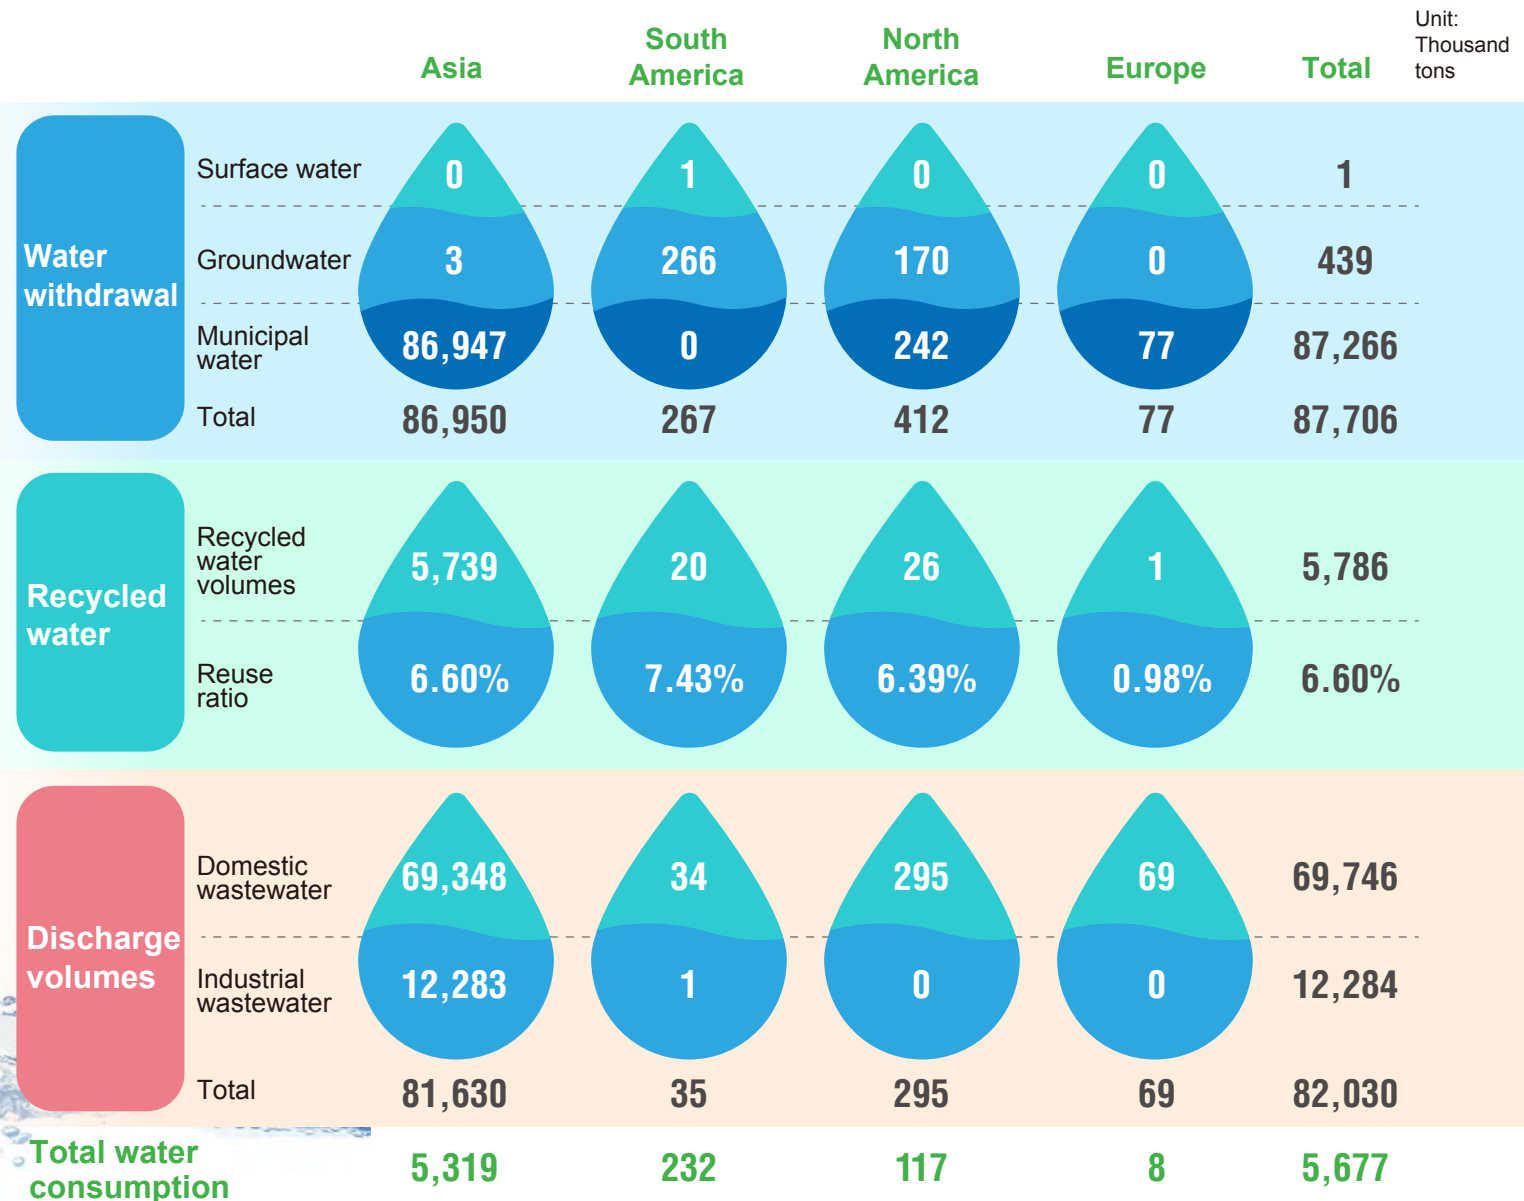 Unit:
Thousand
tons
Asia
South
America
North
America
Europe
Total
Water
withdrawal
Surface water
0
1
0
0
1
Groundwater
3
266
170
0
439
Municipal
water
86,947
0
242
77
87,266
Total
86,950
267
412
77
87,706
Recycled
water
Recycled
water
volumes
5,739
20
26
1
5,786
Reuse
ratio
6.60%
7.43%
6.39%
0.98%
6.60%
Discharge
volumes
Domestic
wastewater
69,348
34
295
69
69,746
Industrial
wastewater
12,283
1
0
0
12,284
Total
81,630
35
295
69
82,030
Total water
consumption
5,319
232
117
8
5,677